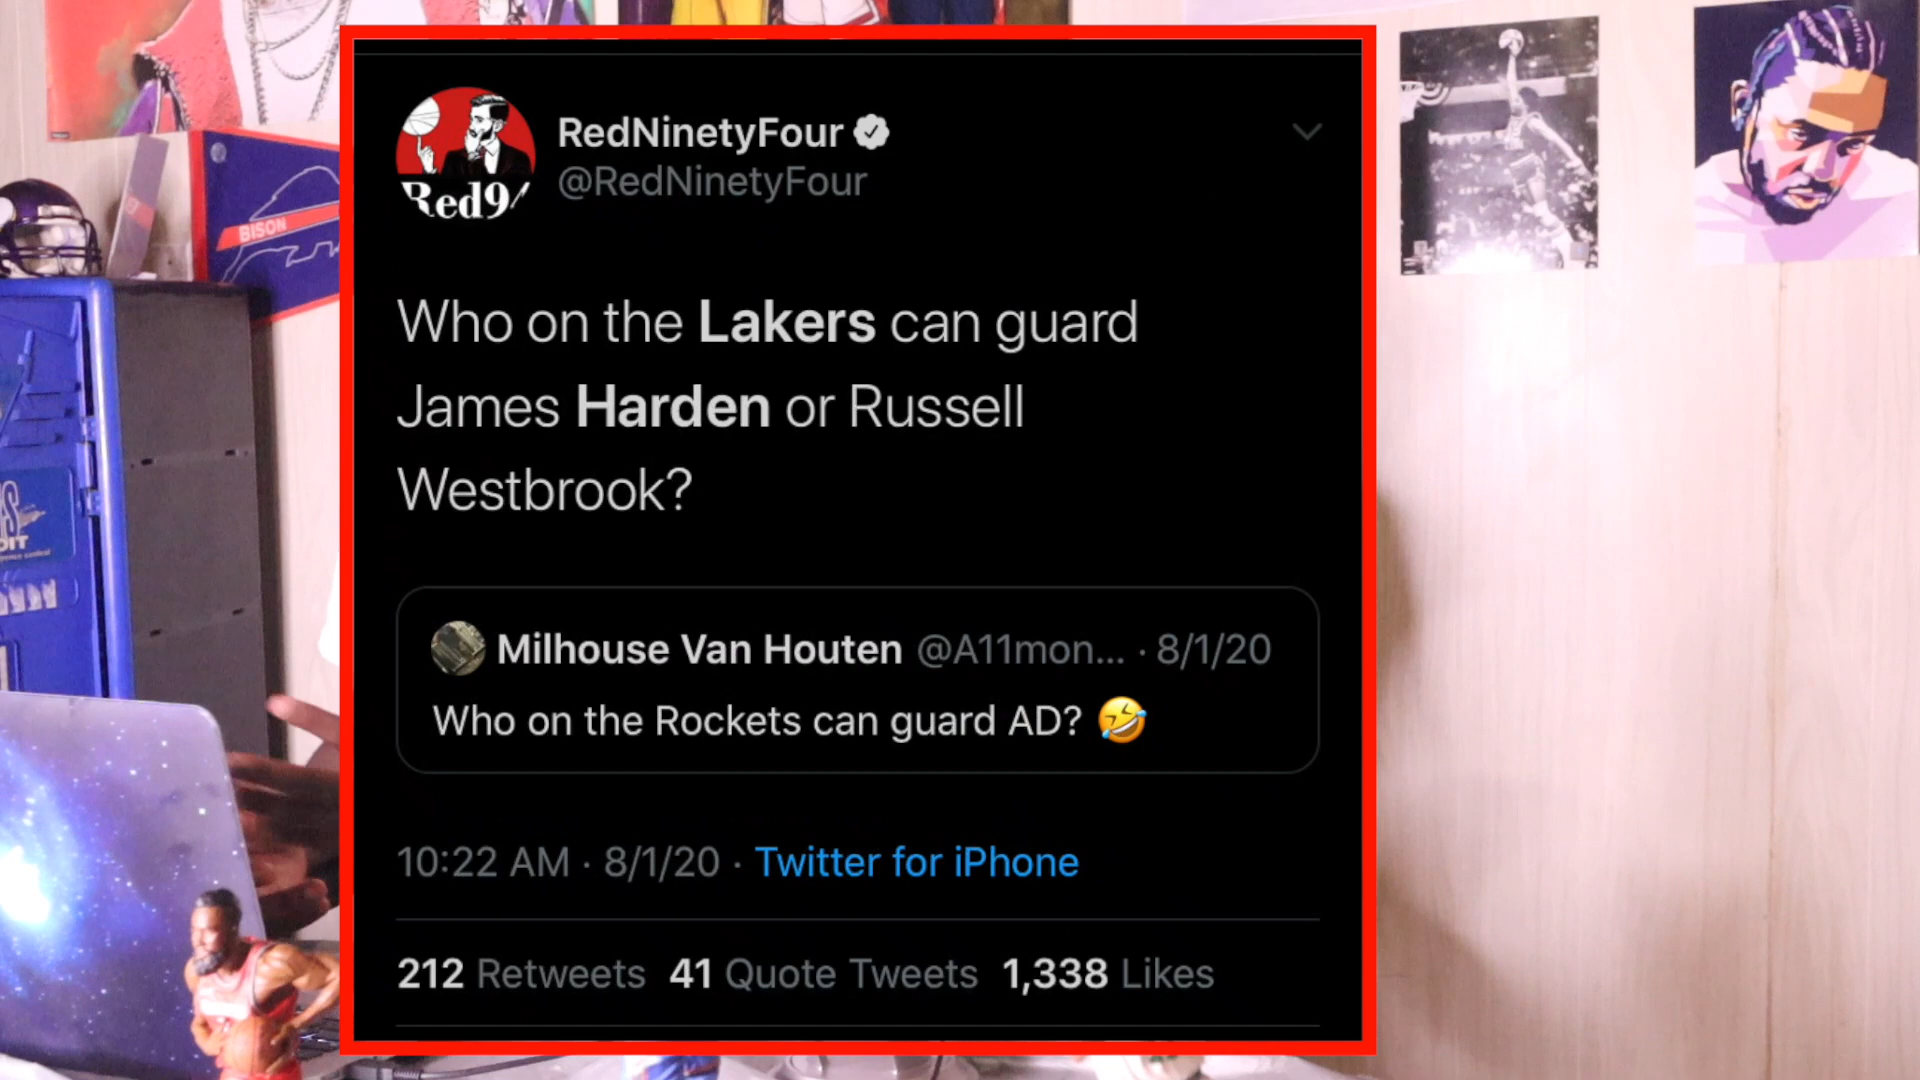 RedNinetyFour
@RedNinetyFour
Red94
Who on the Lakers can guard
James Harden or Russell
Westbrook?
Milhouse Van Houten @A11mon... · 8/1/20
Who on the Rockets can guard AD? 🤣
10:22 AM · 8/1/20 · Twitter for iPhone
212 Retweets 41 Quote Tweets 1,338 Likes
BISON